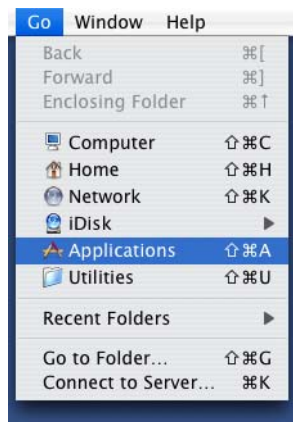 Go Window Help
Back ⌘[
Forward ⌘]
Enclosing Folder ⌘↑
Computer ⇧⌘C
Home ⇧⌘H
Network ⇧⌘K
iDisk ▶
Applications ⇧⌘A
Utilities ⇧⌘U
Recent Folders ▶
Go to Folder... ⇧⌘G
Connect to Server... ⌘K